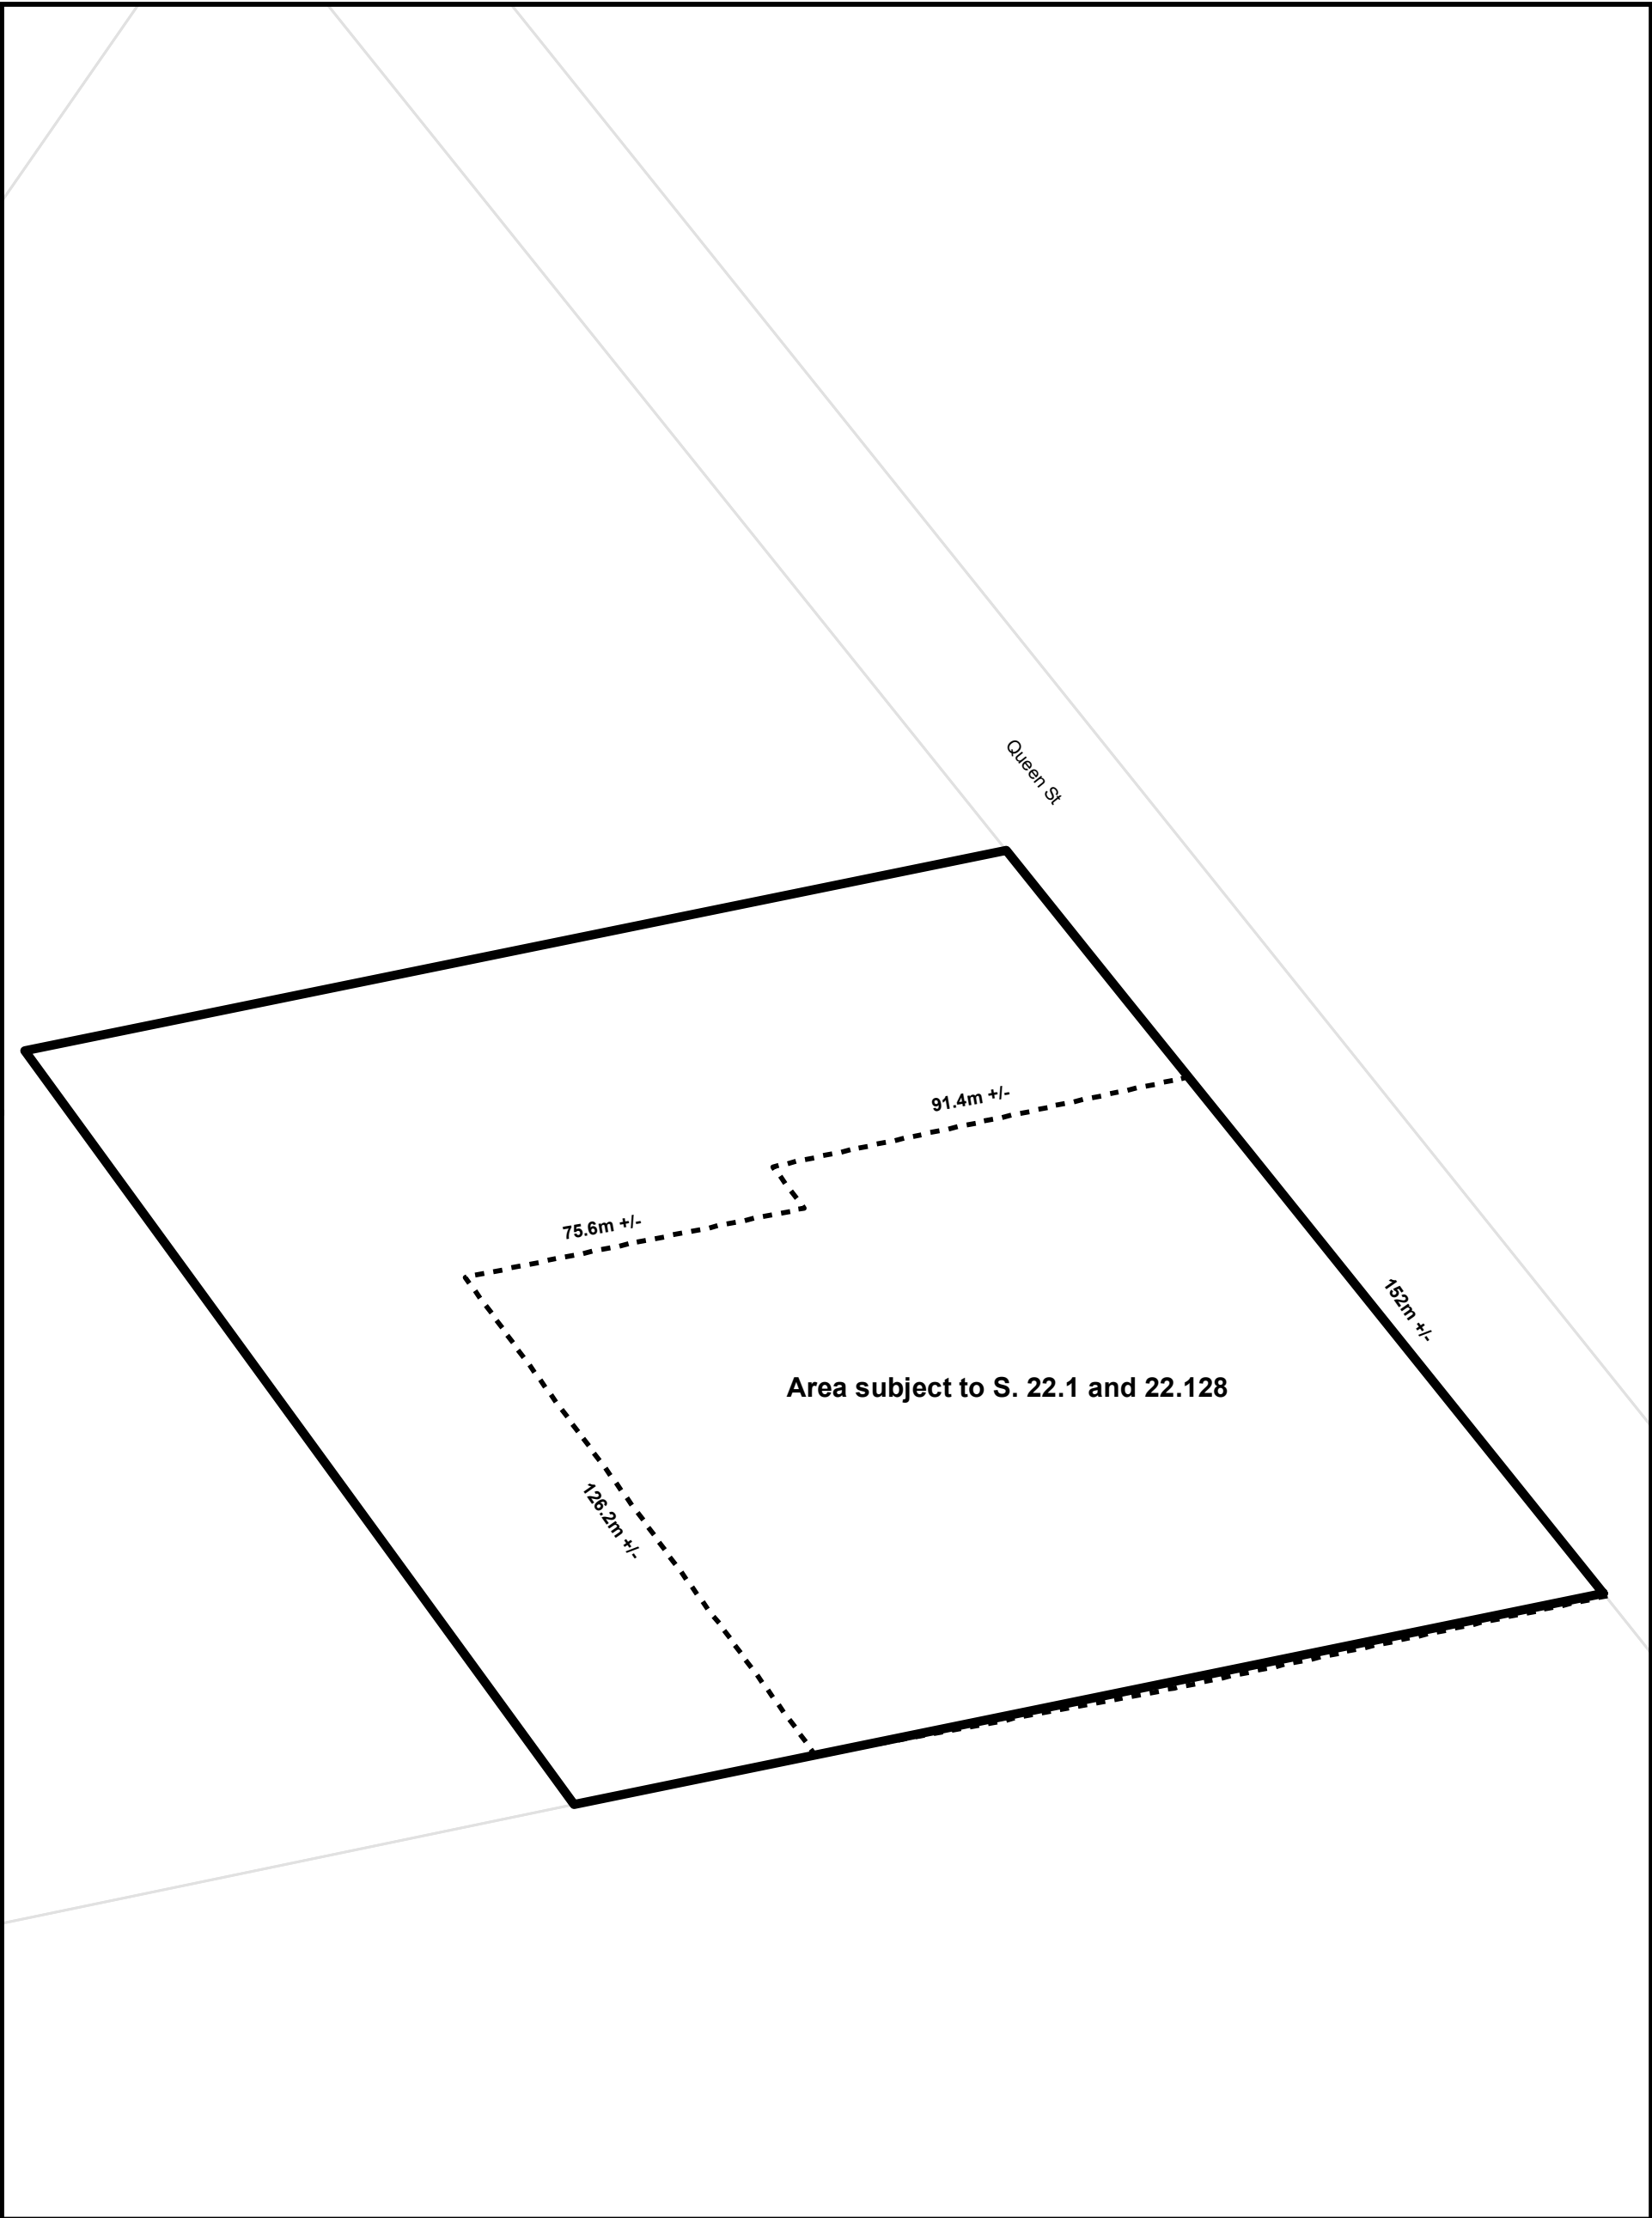 Queen St
91.4m +/-
75.6m +/-
152m +/-
Area subject to S. 22.1 and 22.128
126.2m +/-